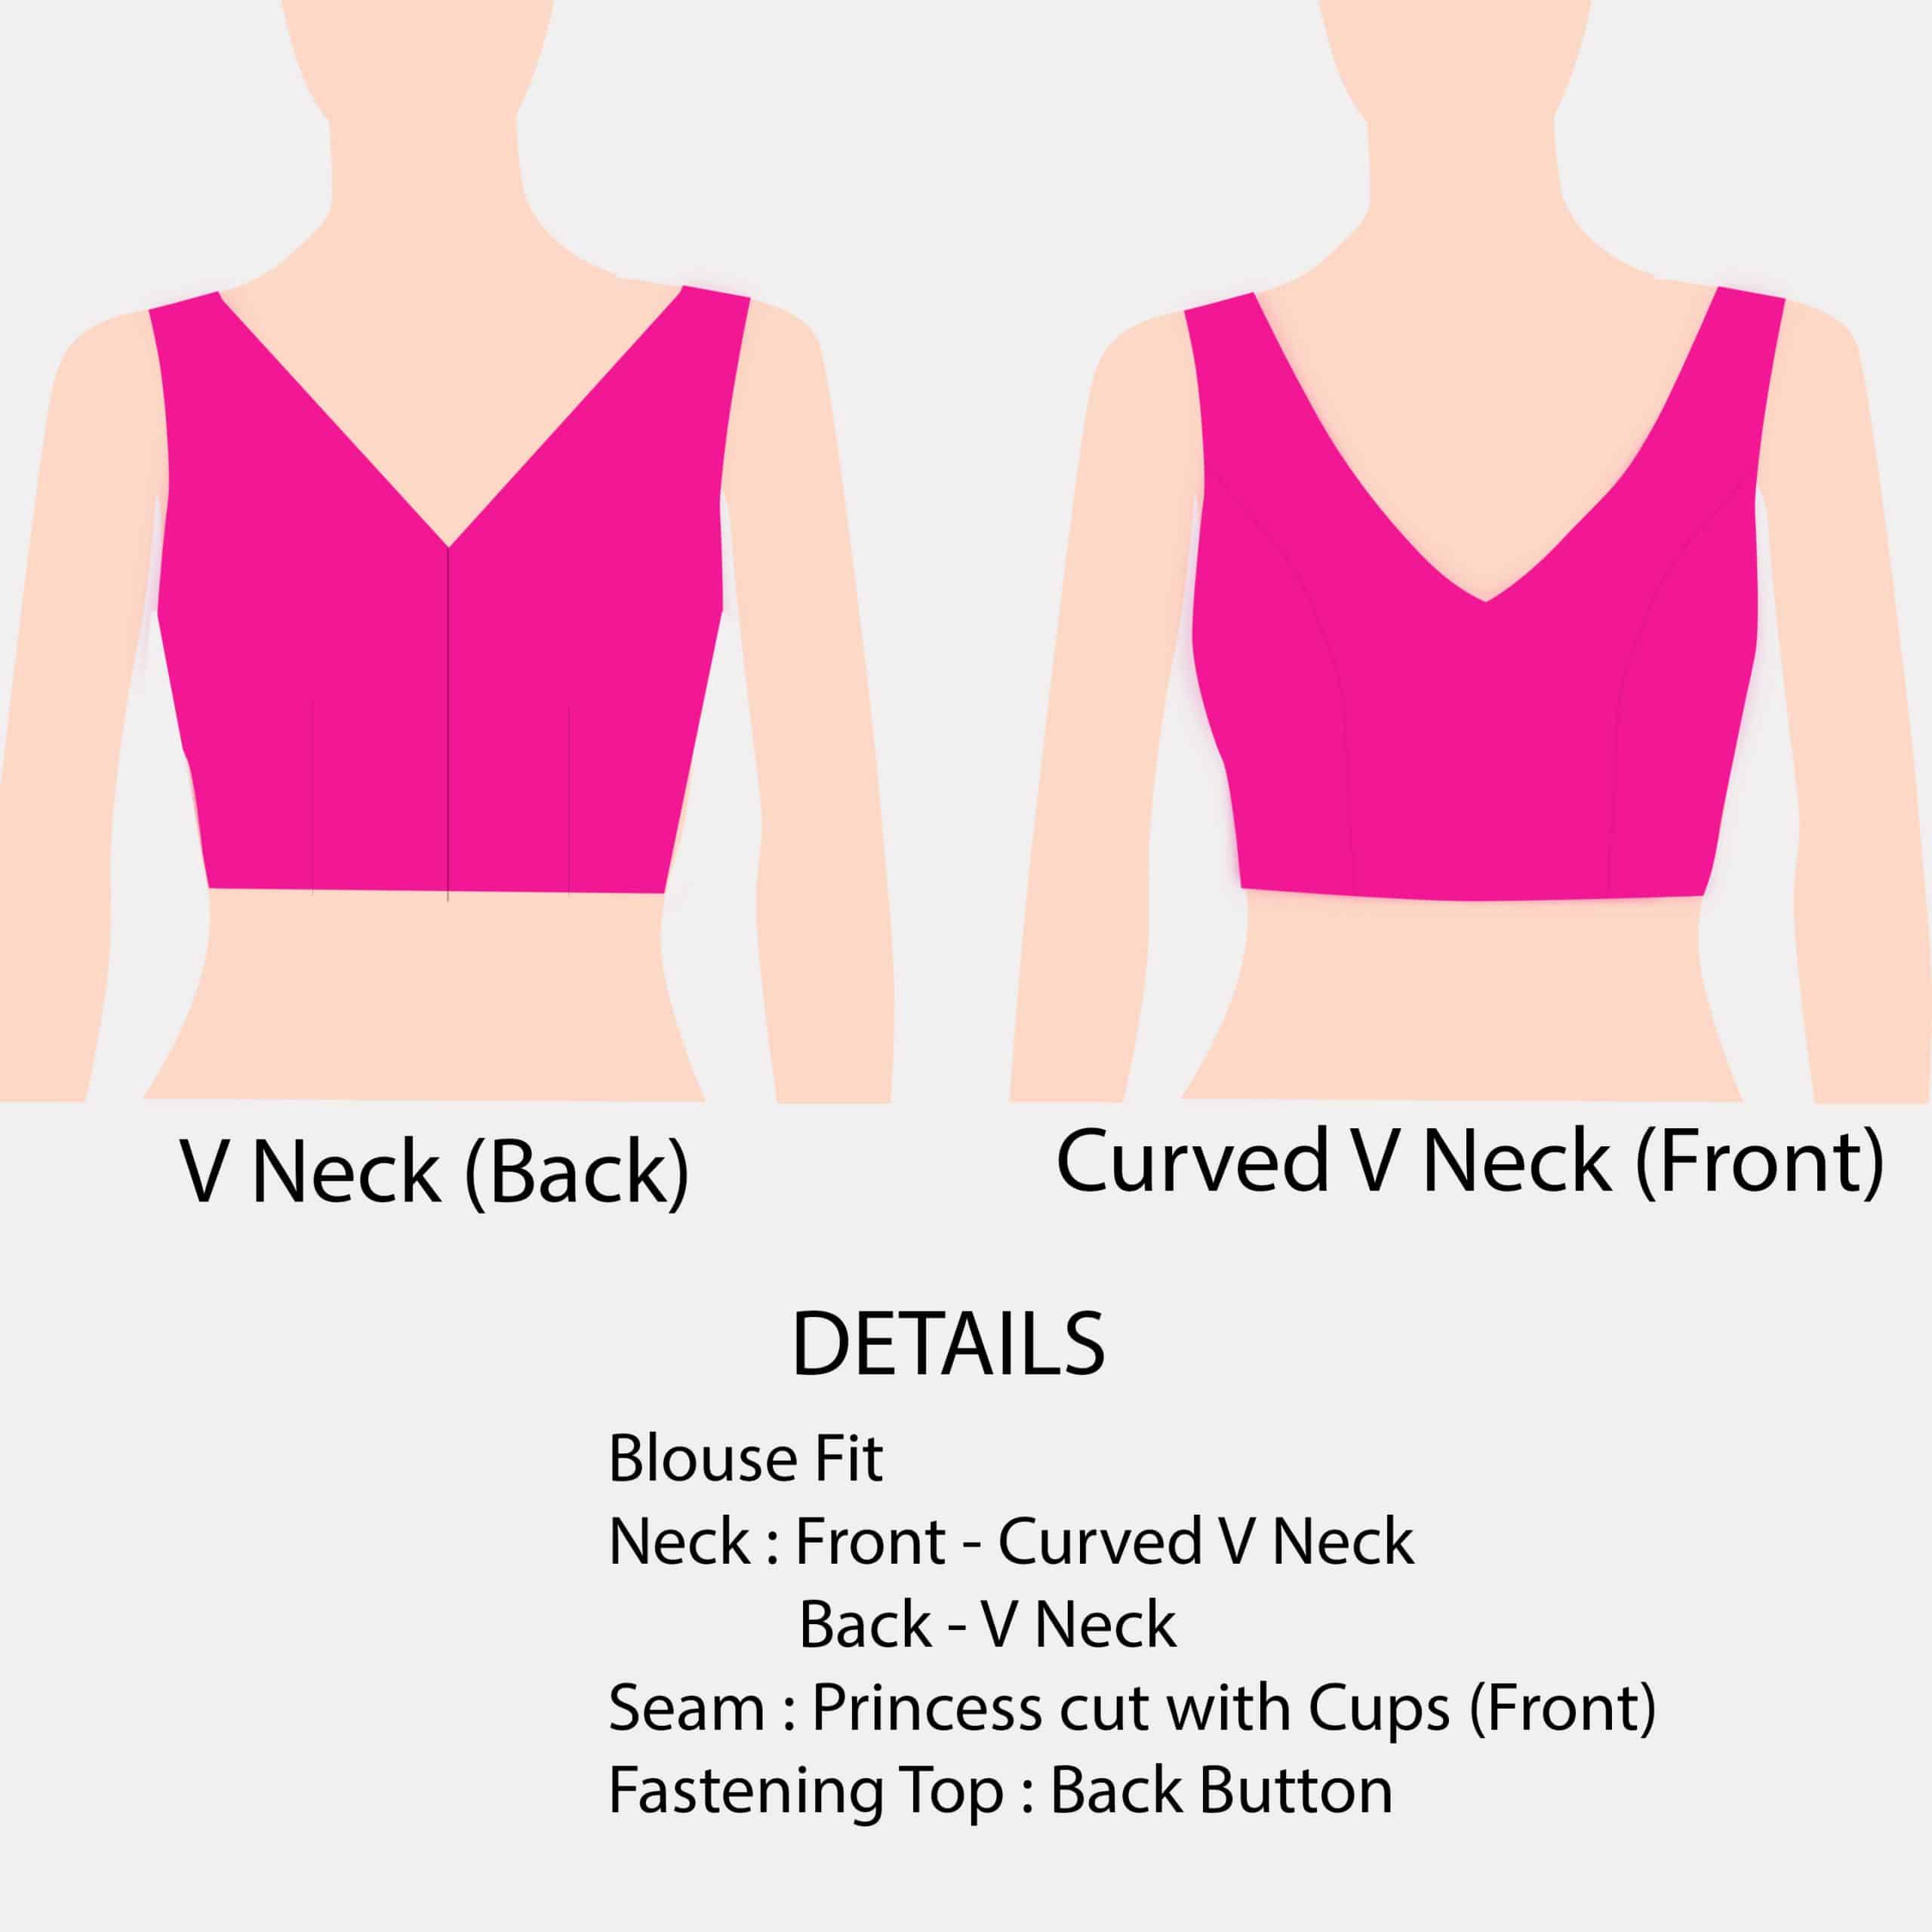 V Neck (Back)
Curved V Neck (Front)
DETAILS
Blouse Fit
Neck : Front - Curved V Neck
Back - V Neck
Seam : Princess cut with Cups (Front)
Fastening Top : Back Button